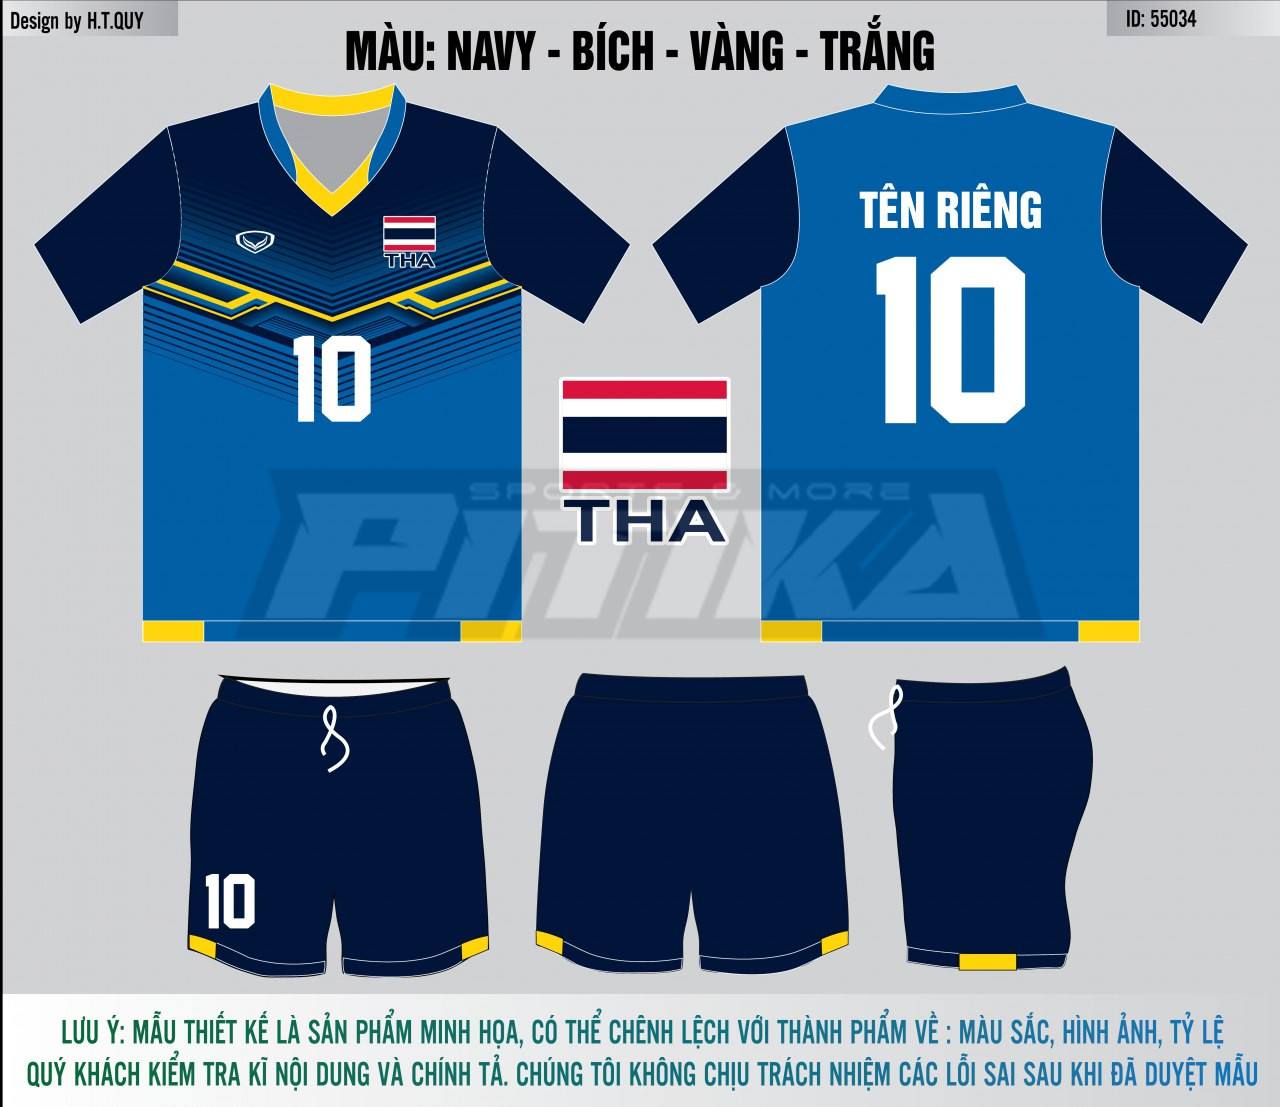 Design by H.T.QUY
ID: 55034
MÀU: NAVY - BÍCH - VÀNG - TRẮNG
THA
10
TÊN RIÊNG
10
THA
SPORTS & MORE
PITIKA
10
LƯU Ý: MẪU THIẾT KẾ LÀ SẢN PHẨM MINH HỌA, CÓ THỂ CHÊNH LỆCH VỚI THÀNH PHẨM VỀ : MÀU SẮC, HÌNH ẢNH, TỶ LỆ
QUÝ KHÁCH KIỂM TRA KĨ NỘI DUNG VÀ CHÍNH TẢ. CHÚNG TÔI KHÔNG CHỊU TRÁCH NHIỆM CÁC LỖI SAI SAU KHI ĐÃ DUYỆT MẪU